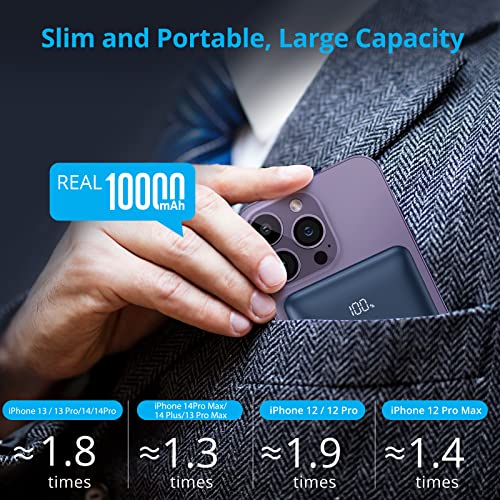 Slim and Portable, Large Capacity
REAL 10000 mAh
100%
iPhone 13 / 13 Pro/14/14Pro
≈1.8
times
iPhone 14Pro Max/
14 Plus/13 Pro Max
≈1.3
times
iPhone 12 / 12 Pro
≈1.9
times
iPhone 12 Pro Max
≈1.4
times